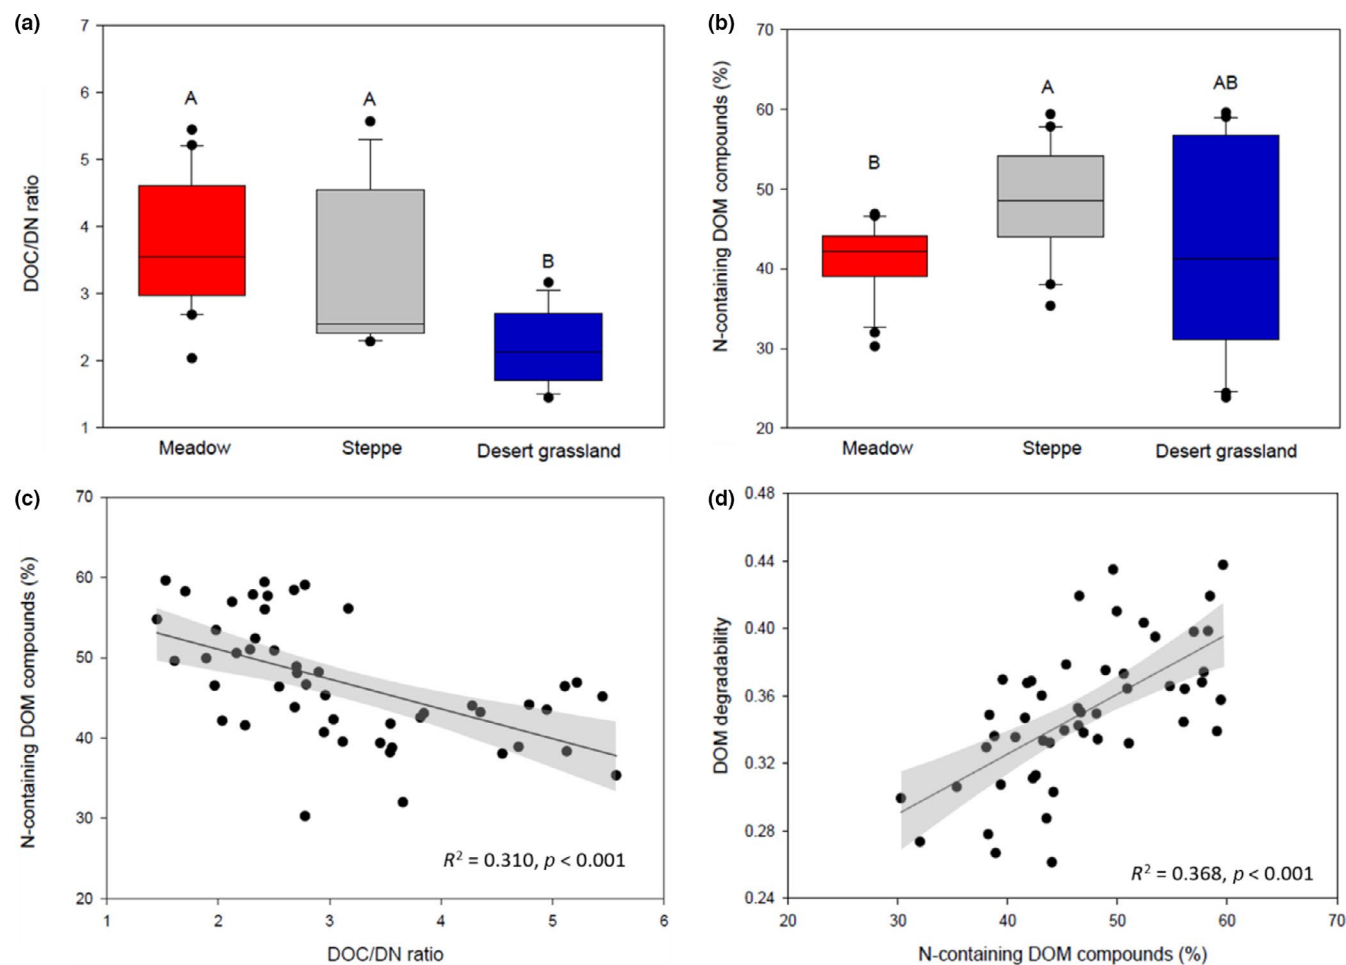 (a)
7
6
5
4
3
2
1
DOC/DN ratio
A
A
B
Meadow
Steppe
Desert grassland
(b)
70
60
50
40
30
20
N-containing DOM compounds (%)
B
A
AB
Meadow
Steppe
Desert grassland
(c)
70
60
50
40
30
20
N-containing DOM compounds (%)
R² = 0.310, p < 0.001
1 2 3 4 5 6
DOC/DN ratio
(d)
0.48
0.44
0.40
0.36
0.32
0.28
0.24
DOM degradability
R² = 0.368, p < 0.001
20 30 40 50 60 70
N-containing DOM compounds (%)